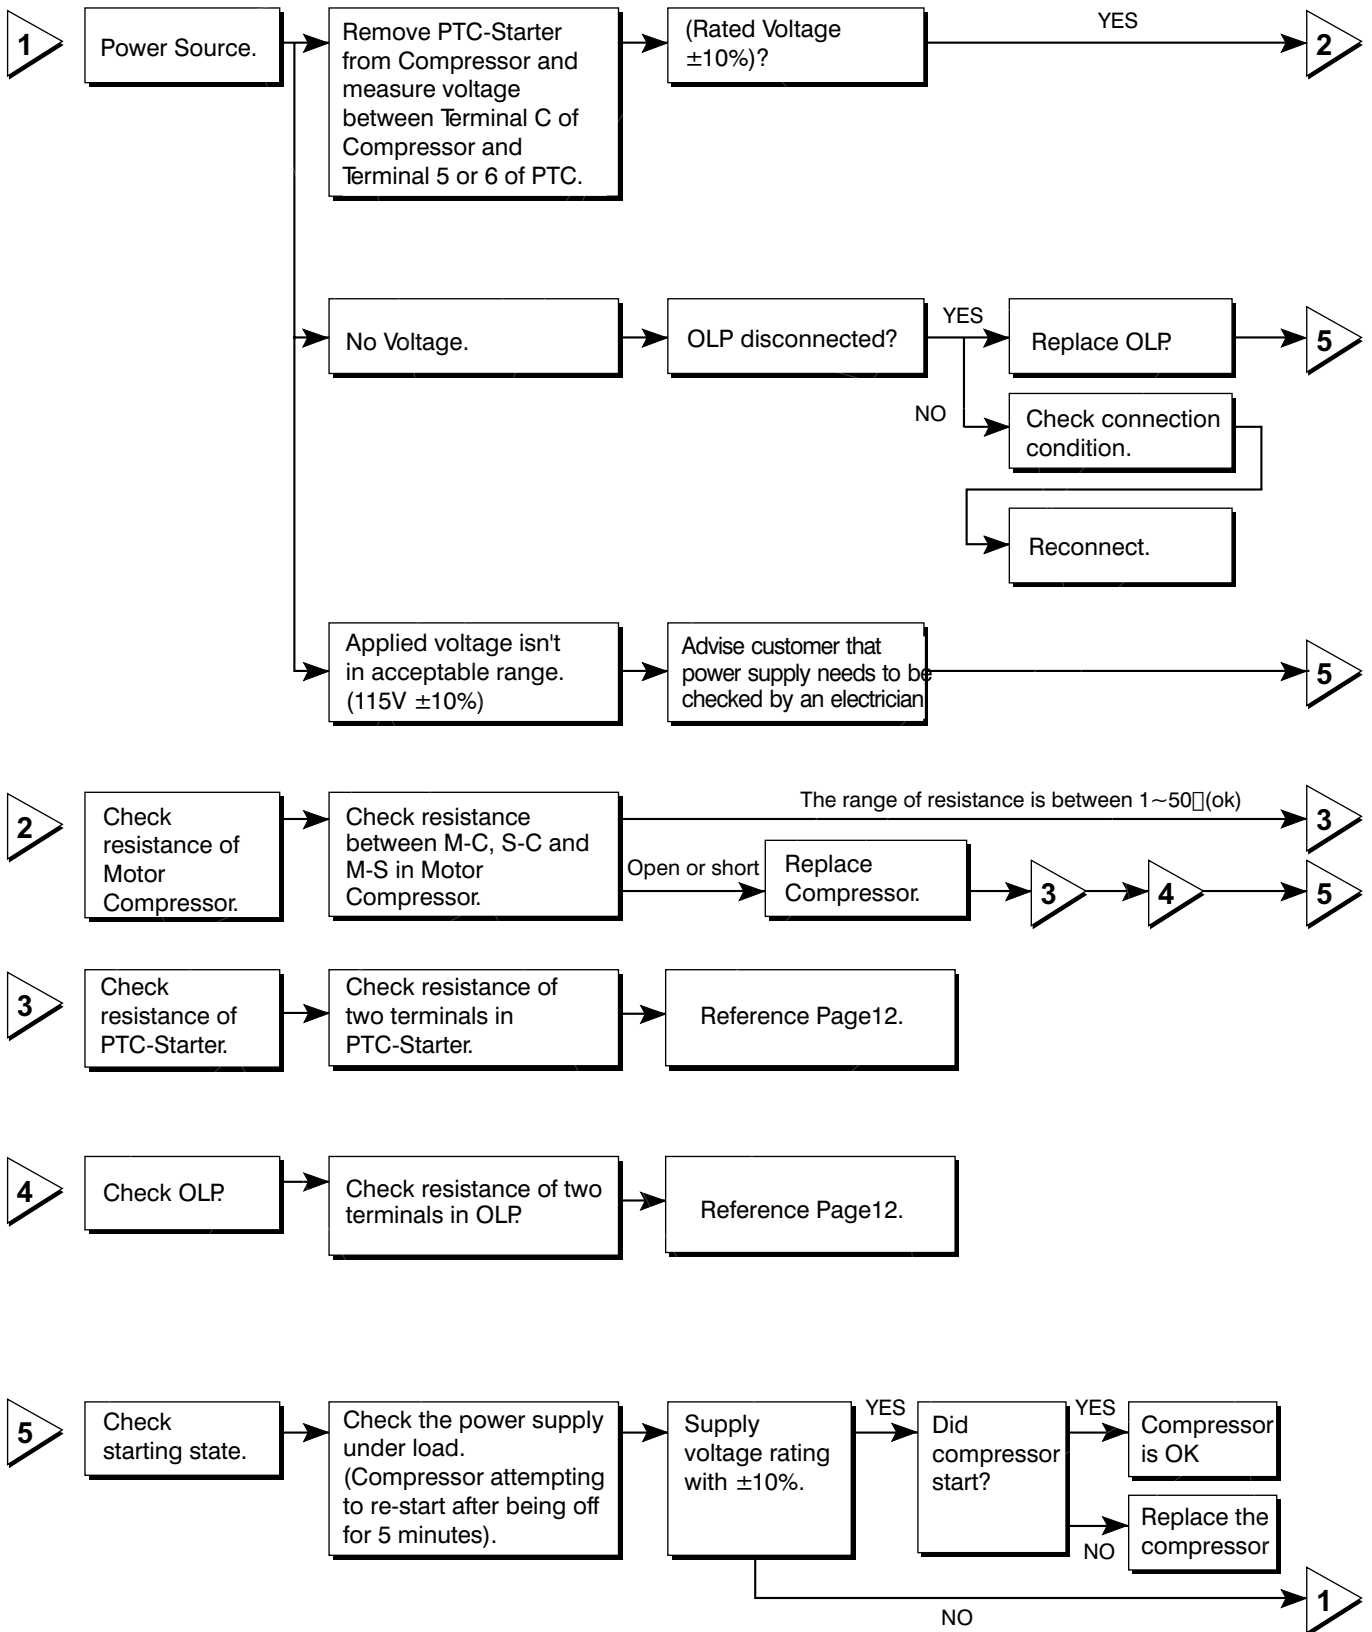 1
Power Source.
Remove PTC-Starter
from Compressor and
measure voltage
between Terminal C of
Compressor and
Terminal 5 or 6 of PTC.
(Rated Voltage
±10%)?
YES
2
No Voltage.
OLP disconnected?
YES
Replace OLP.
5
NO
Check connection
condition.
Reconnect.
Applied voltage isn't
in acceptable range.
(115V ±10%)
Advise customer that
power supply needs to be
checked by an electrician
5
2
Check
resistance of
Motor
Compressor.
Check resistance
between M-C, S-C and
M-S in Motor
Compressor.
The range of resistance is between 1~50□(ok)
3
Open or short
Replace
Compressor.
3
4
5
3
Check
resistance of
PTC-Starter.
Check resistance of
two terminals in
PTC-Starter.
Reference Page12.
4
Check OLP.
Check resistance of two
terminals in OLP.
Reference Page12.
5
Check
starting state.
Check the power supply
under load.
(Compressor attempting
to re-start after being off
for 5 minutes).
Supply
voltage rating
with ±10%.
YES
Did
compressor
start?
YES
Compressor
is OK
NO
Replace the
compressor
NO
1